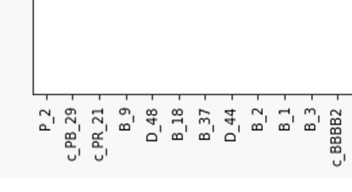 P_2
c_PB_29
c_PR_21
B_9
D_48
B_18
B_37
D_44
B_2
B_1
B_3
c_BBBB2